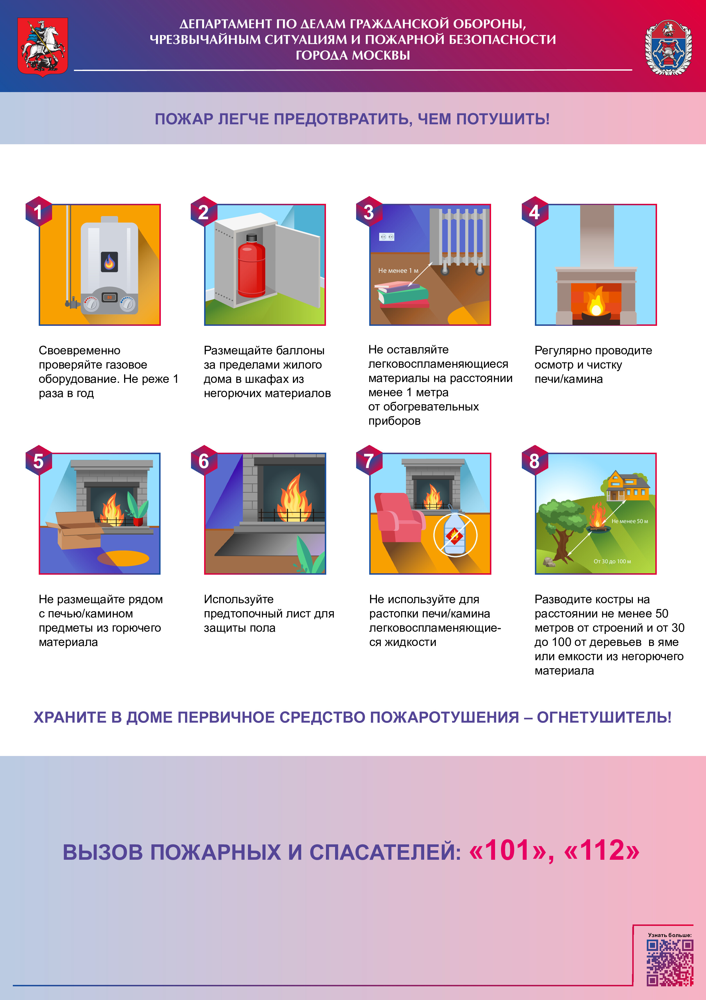 ДЕПАРТАМЕНТ ПО ДЕЛАМ ГРАЖДАНСКОЙ ОБОРОНЫ,
ЧРЕЗВЫЧАЙНЫМ СИТУАЦИЯМ И ПОЖАРНОЙ БЕЗОПАСНОСТИ
ГОРОДА МОСКВЫ
ПОЖАР ЛЕГЧЕ ПРЕДОТВРАТИТЬ, ЧЕМ ПОТУШИТЬ!
1
80
Своевременно
проверяйте газовое
оборудование. Не реже 1
раза в год
2
Размещайте баллоны
за пределами жилого
дома в шкафах из
негорючих материалов
3
Не менее 1 м
Не оставляйте
легковоспламеняющиеся
материалы на расстоянии
менее 1 метра
от обогревательных
приборов
4
Регулярно проводите
осмотр и чистку
печи/камина
5
Не размещайте рядом
с печью/камином
предметы из горючего
материала
6
Используйте
предтопочный лист для
защиты пола
7
Не используйте для
растопки печи/камина
легковоспламеняющие-
ся жидкости
8
Не менее 50 м
От 30 до 100 м
Разводите костры на
расстоянии не менее 50
метров от строений и от 30
до 100 от деревьев  в яме
или емкости из негорючего
материала
ХРАНИТЕ В ДОМЕ ПЕРВИЧНОЕ СРЕДСТВО ПОЖАРОТУШЕНИЯ – ОГНЕТУШИТЕЛЬ!
ВЫЗОВ ПОЖАРНЫХ И СПАСАТЕЛЕЙ: «101», «112»
Узнать больше: